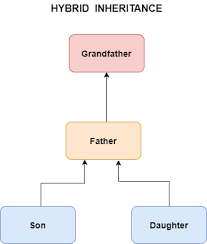 HYBRID INHERITANCE
Grandfather
Father
Son
Daughter